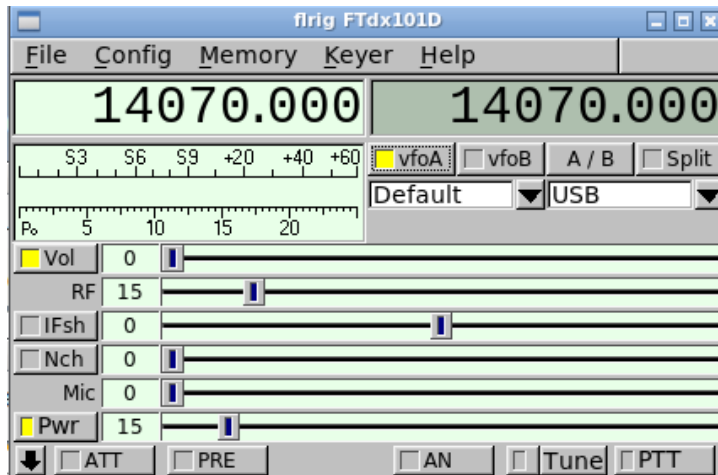 flrig FTdx101D
File Config Memory Keyer Help
14070.000 14070.000
S3 S6 S9 +20 +40 +60
vfoA vfoB A / B Split
Default USB
Po 5 10 15 20
Vol 0
RF 15
IFsh 0
Nch 0
Mic 0
Pwr 15
ATT PRE AN Tune PTT